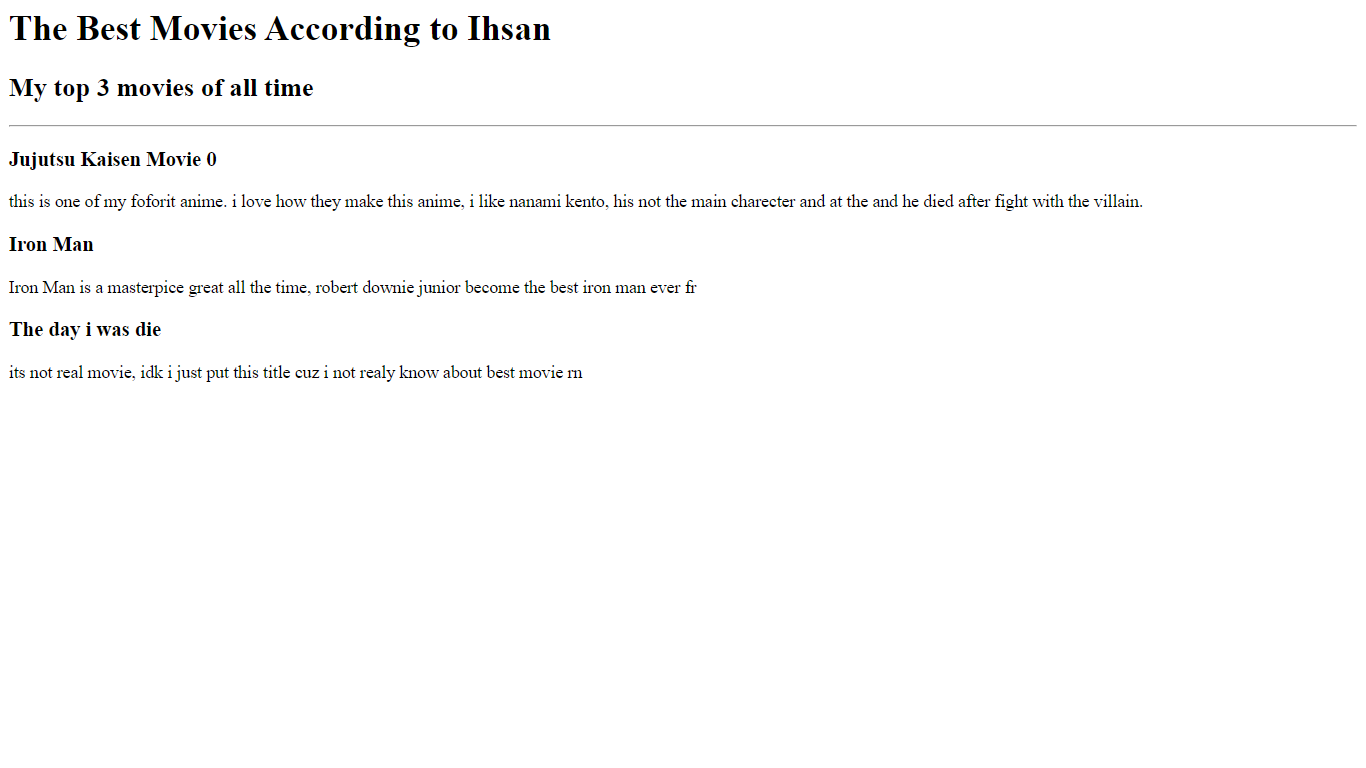 The Best Movies According to Ihsan
My top 3 movies of all time
Jujutsu Kaisen Movie 0
this is one of my foforit anime. i love how they make this anime, i like nanami kento, his not the main charecter and at the and he died after fight with the villain.
Iron Man
Iron Man is a masterpice great all the time, robert downie junior become the best iron man ever fr
The day i was die
its not real movie, idk i just put this title cuz i not realy know about best movie rn